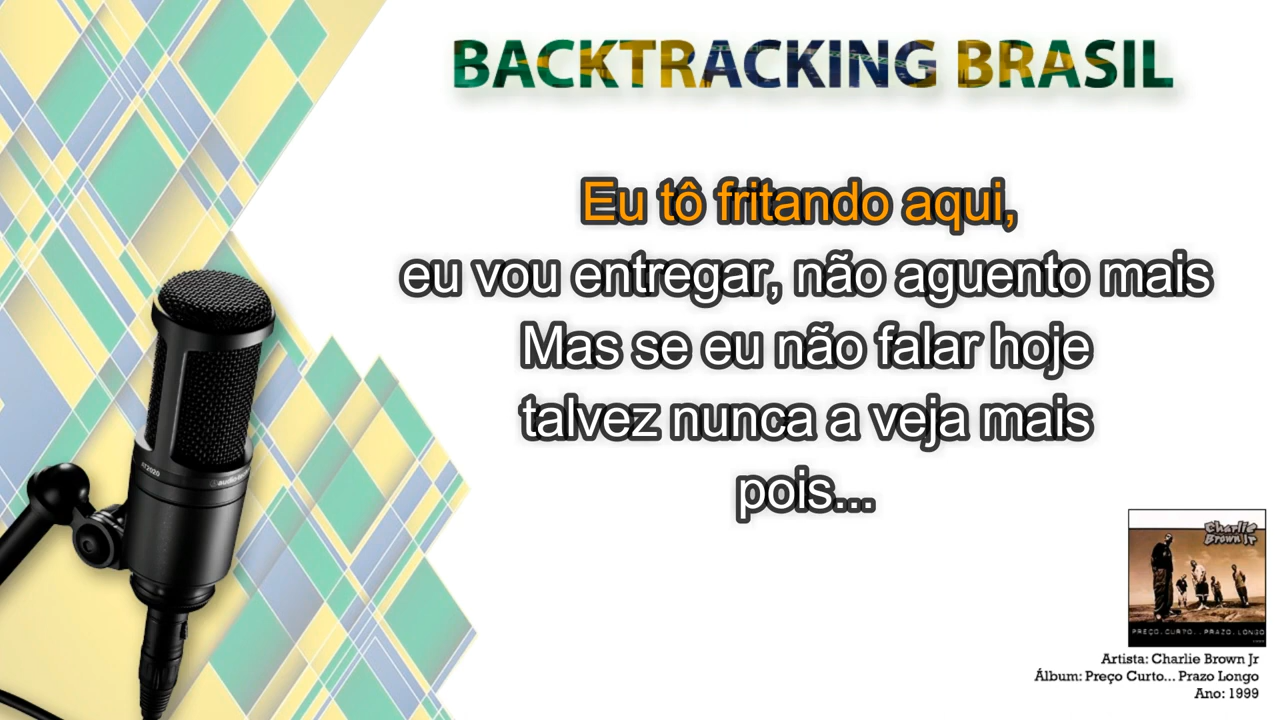 BACKTRACKING BRASIL
Eu tô fritando aqui,
eu vou entregar, não aguento mais
Mas se eu não falar hoje
talvez nunca a veja mais
pois...
AT2020
Charlie
Brown Jr
PREÇO.CURTO...PRAZO.LONGO
Artista: Charlie Brown Jr
Álbum: Preço Curto... Prazo Longo
Ano: 1999